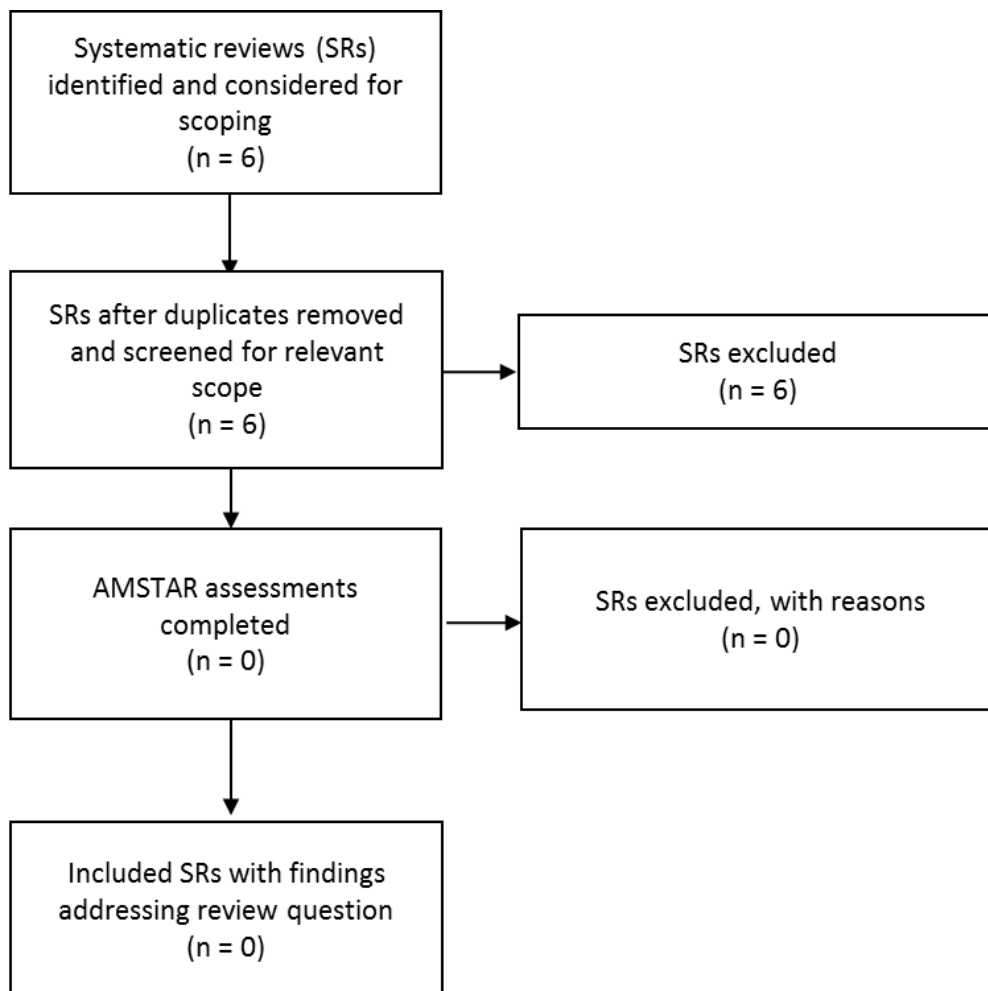 Systematic reviews (SRs)
identified and considered for
scoping
(n = 6)
SRs after duplicates removed
and screened for relevant
scope
(n = 6)
SRs excluded
(n = 6)
AMSTAR assessments
completed
(n = 0)
SRs excluded, with reasons
(n = 0)
Included SRs with findings
addressing review question
(n = 0)